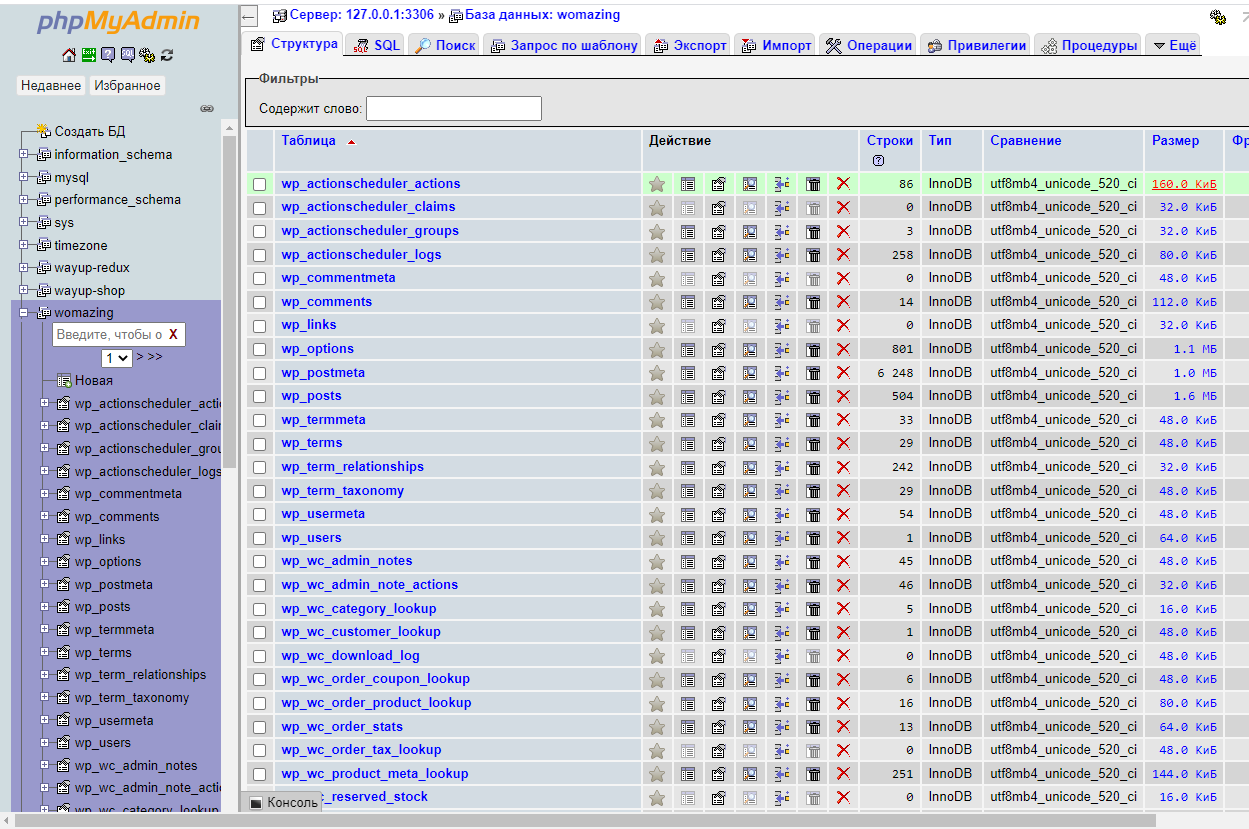 phpMyAdmin
Недавнее Избранное
Создать БД
information_schema
mysql
performance_schema
sys
timezone
wayup-redux
wayup-shop
womazing
Введите, чтобы о X
1 > >>
Новая
wp_actionscheduler_actio
wp_actionscheduler_clain
wp_actionscheduler_grou
wp_actionscheduler_logs
wp_commentmeta
wp_comments
wp_links
wp_options
wp_postmeta
wp_posts
wp_termmeta
wp_terms
wp_term_relationships
wp_term_taxonomy
wp_usermeta
wp_users
wp_wc_admin_notes
wp_wc_admin_note_actio
wp_wc_category_lookup
Сервер: 127.0.0.1:3306 » База данных: womazing
Структура SQL Поиск Запрос по шаблону Экспорт Импорт Операции Привилегии Процедуры Ещё
Фильтры
Содержит слово:
Таблица Действие Строки Тип Сравнение Размер Фр
wp_actionscheduler_actions 86 InnoDB utf8mb4_unicode_520_ci 160.0 КиБ
wp_actionscheduler_claims 0 InnoDB utf8mb4_unicode_520_ci 32.0 КиБ
wp_actionscheduler_groups 3 InnoDB utf8mb4_unicode_520_ci 32.0 КиБ
wp_actionscheduler_logs 258 InnoDB utf8mb4_unicode_520_ci 80.0 КиБ
wp_commentmeta 0 InnoDB utf8mb4_unicode_520_ci 48.0 КиБ
wp_comments 14 InnoDB utf8mb4_unicode_520_ci 112.0 КиБ
wp_links 0 InnoDB utf8mb4_unicode_520_ci 32.0 КиБ
wp_options 801 InnoDB utf8mb4_unicode_520_ci 1.1 МБ
wp_postmeta 6 248 InnoDB utf8mb4_unicode_520_ci 1.0 МБ
wp_posts 504 InnoDB utf8mb4_unicode_520_ci 1.6 МБ
wp_termmeta 33 InnoDB utf8mb4_unicode_520_ci 48.0 КиБ
wp_terms 29 InnoDB utf8mb4_unicode_520_ci 48.0 КиБ
wp_term_relationships 242 InnoDB utf8mb4_unicode_520_ci 32.0 КиБ
wp_term_taxonomy 29 InnoDB utf8mb4_unicode_520_ci 48.0 КиБ
wp_usermeta 54 InnoDB utf8mb4_unicode_520_ci 48.0 КиБ
wp_users 1 InnoDB utf8mb4_unicode_520_ci 64.0 КиБ
wp_wc_admin_notes 45 InnoDB utf8mb4_unicode_520_ci 48.0 КиБ
wp_wc_admin_note_actions 46 InnoDB utf8mb4_unicode_520_ci 32.0 КиБ
wp_wc_category_lookup 5 InnoDB utf8mb4_unicode_520_ci 16.0 КиБ
wp_wc_customer_lookup 1 InnoDB utf8mb4_unicode_520_ci 48.0 КиБ
wp_wc_download_log 0 InnoDB utf8mb4_unicode_520_ci 48.0 КиБ
wp_wc_order_coupon_lookup 6 InnoDB utf8mb4_unicode_520_ci 48.0 КиБ
wp_wc_order_product_lookup 16 InnoDB utf8mb4_unicode_520_ci 80.0 КиБ
wp_wc_order_stats 13 InnoDB utf8mb4_unicode_520_ci 64.0 КиБ
wp_wc_order_tax_lookup 0 InnoDB utf8mb4_unicode_520_ci 48.0 КиБ
wp_wc_product_meta_lookup 251 InnoDB utf8mb4_unicode_520_ci 144.0 КиБ
c_reserved_stock 0 InnoDB utf8mb4_unicode_520_ci 16.0 КиБ
Консоль